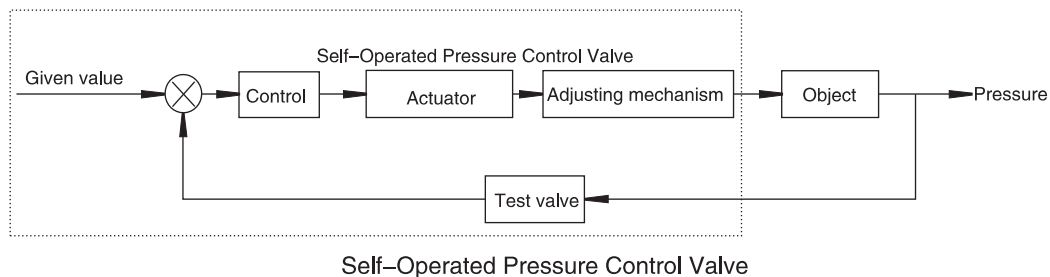 Self–Operated Pressure Control Valve
Given value
Control
Actuator
Adjusting mechanism
Object
Pressure
Test valve
Self–Operated Pressure Control Valve